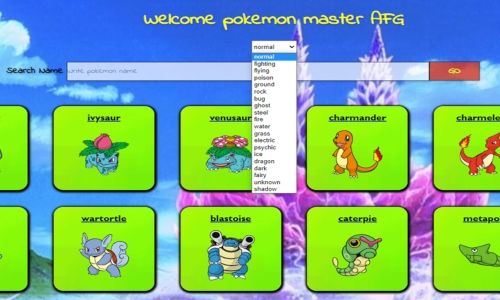 Welcome pokemon master AFG
normal
Search Name
write pokemon name
GO
normal
fighting
flying
poison
ground
rock
bug
ghost
steel
fire
water
grass
electric
psychic
ice
dragon
dark
fairy
unknown
shadow
ivysaur
venusau
charmander
charmele
wartortle
blastoise
caterpie
metapo